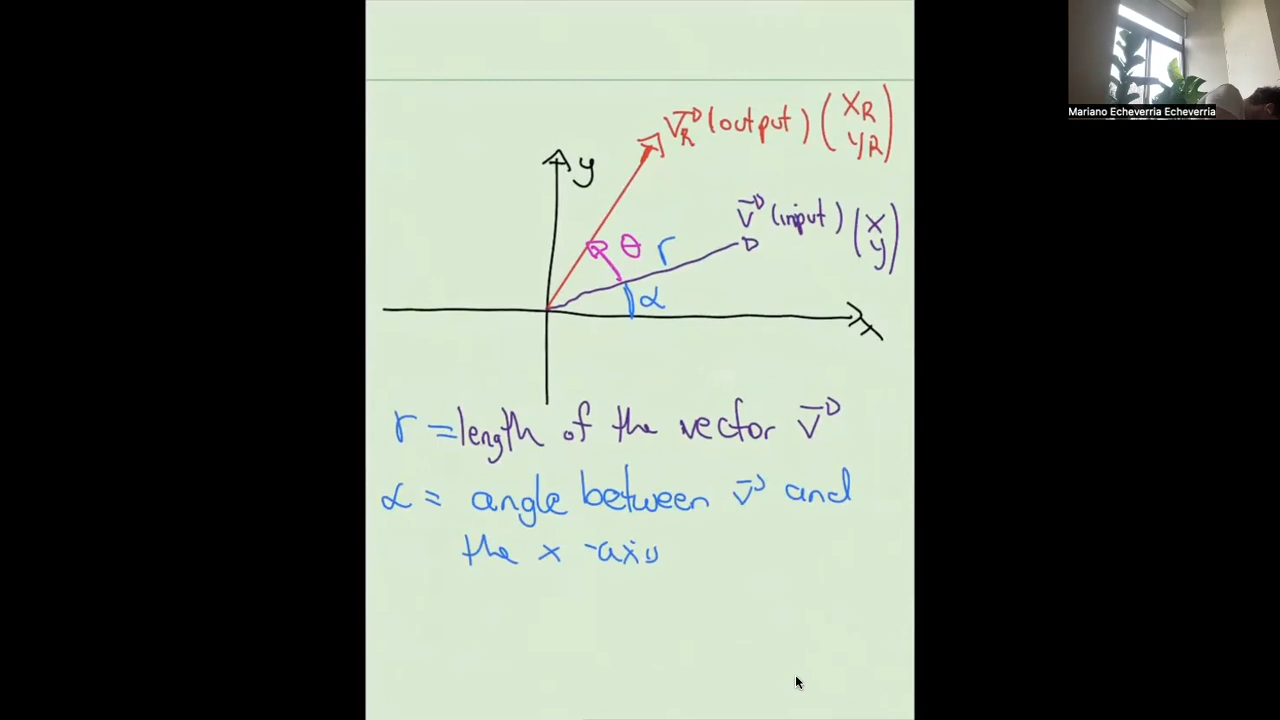 Mariano Echeverria Echeverria
V⃗R (output) (xR yR)
y
V⃗ (input) (x y)
θ
r
α
x
r = length of the vector V⃗
α = angle between V⃗ and
the x-axis